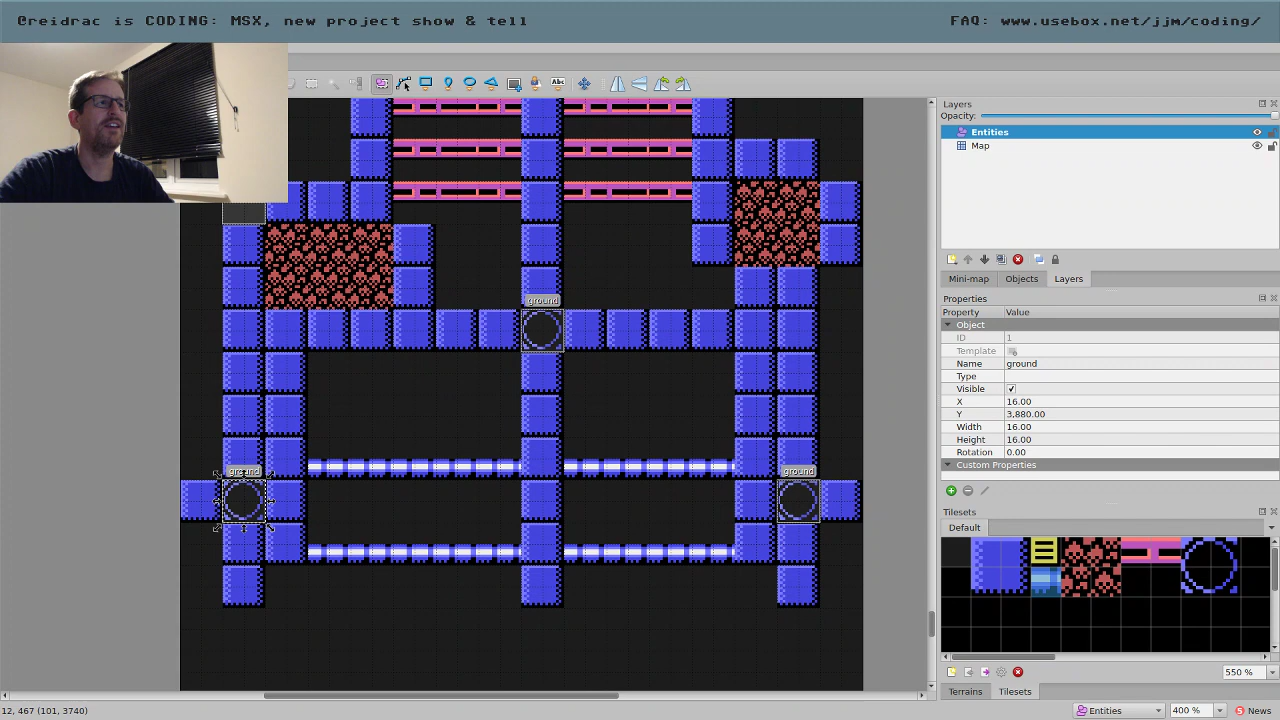 @reidrac is CODING: MSX, new project show & tell
FAQ: www.usebox.net/jjm/coding/
Abc
Layers
Opacity:
Entities
Map
Mini-map
Objects
Layers
Properties
Property
Value
Object
ID
1
Template
Name
ground
Type
Visible
X
16.00
Y
3,880.00
Width
16.00
Height
16.00
Rotation
0.00
Custom Properties
Tilesets
Default
550 %
Terrains
Tilesets
ground
ground
ground
12, 467 (101, 3740)
Entities
400 %
News